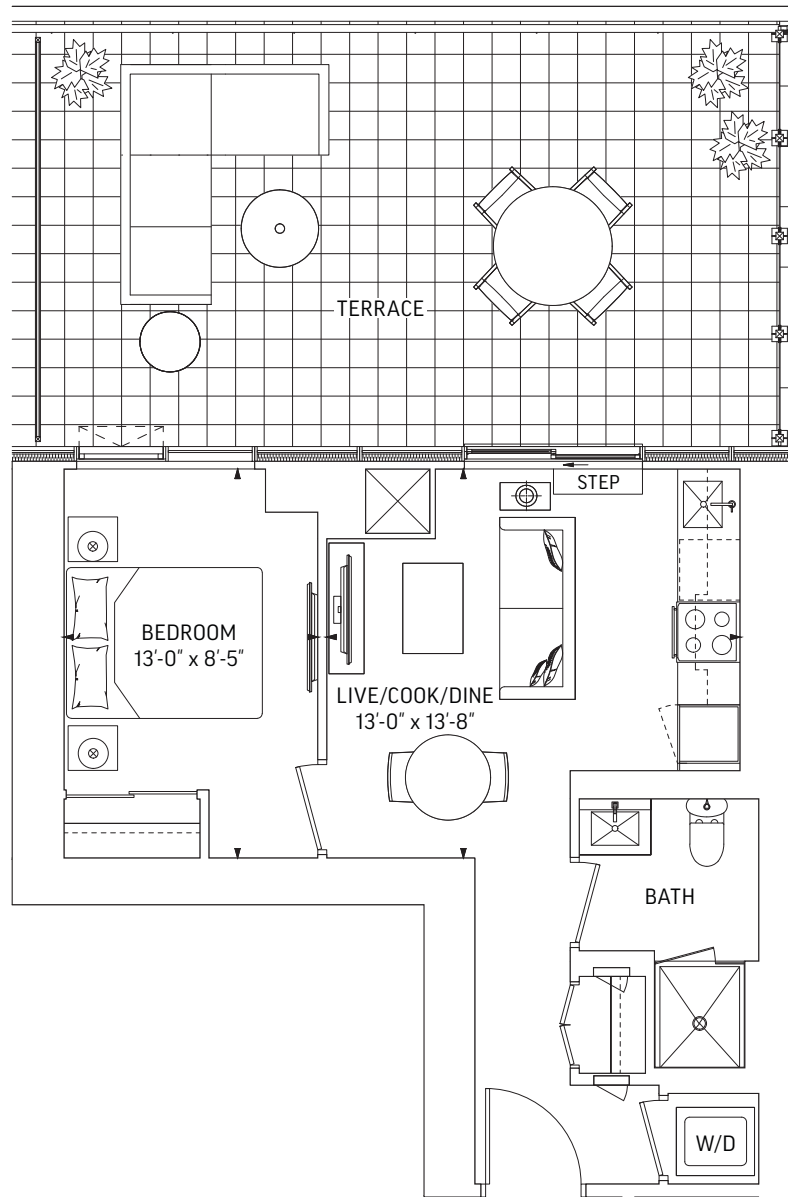 TERRACE
STEP
BEDROOM
13'-0" x 8'-5"
LIVE/COOK/DINE
13'-0" x 13'-8"
BATH
W/D